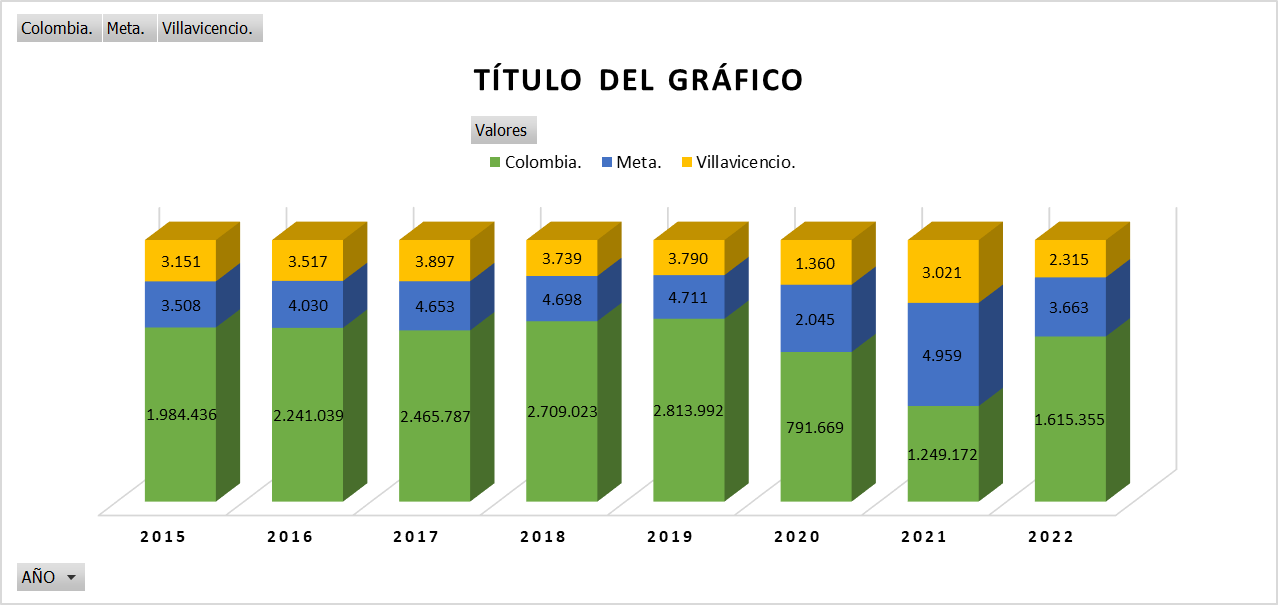 Colombia. Meta. Villavicencio.
TÍTULO DEL GRÁFICO
Valores
Colombia. Meta. Villavicencio.
3.151 3.517 3.897 3.739 3.790 1.360 3.021 2.315
3.508 4.030 4.653 4.698 4.711 2.045 4.959 3.663
1.984.436 2.241.039 2.465.787 2.709.023 2.813.992 791.669 1.249.172 1.615.355
2015 2016 2017 2018 2019 2020 2021 2022
AÑO